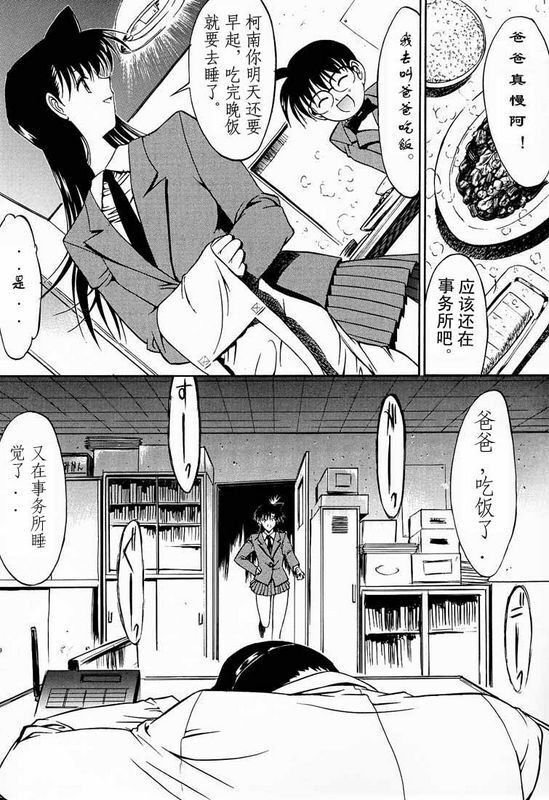 爸爸真慢阿！
应该还在
事务所吧。
我去叫爸爸吃饭。
柯南你明天还要
早起，吃完晚饭
就要去睡了。
．．是．．．
爸爸，吃饭了．
又在事务所睡
觉了．．